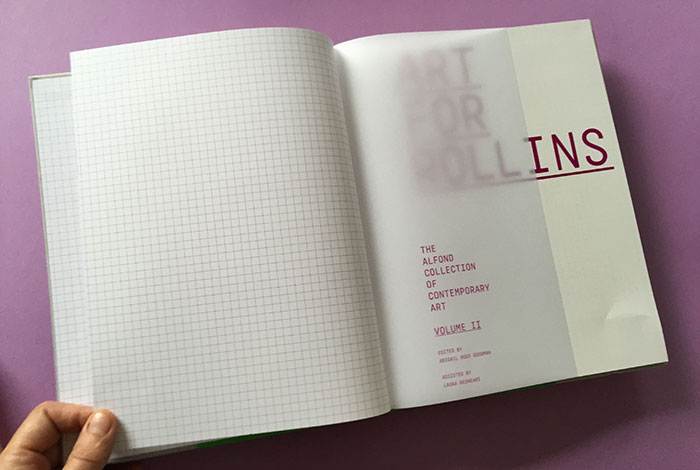 ART
FOR
ROLLINS
THE
ALFOND
COLLECTION
OF
CONTEMPORARY
ART
VOLUME II
EDITED BY
ABIGAIL ROSS GOODMAN
ASSISTED BY
LAURA BESHEARS